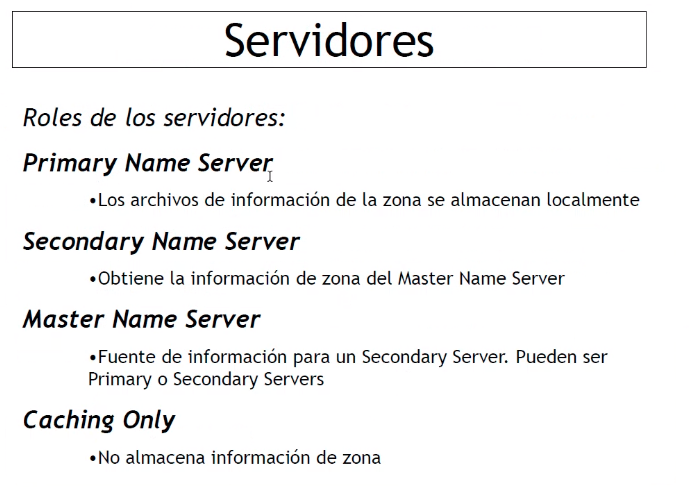 Servidores
Roles de los servidores:
Primary Name Server
•Los archivos de información de la zona se almacenan localmente
Secondary Name Server
•Obtiene la información de zona del Master Name Server
Master Name Server
•Fuente de información para un Secondary Server. Pueden ser
Primary o Secondary Servers
Caching Only
•No almacena información de zona